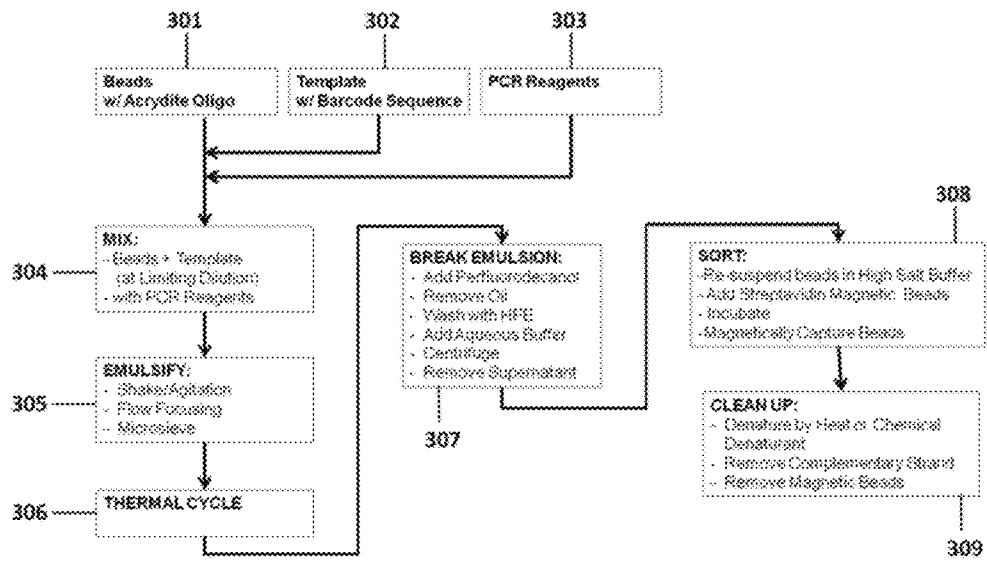 301
302
303
Beads
w/ Acrydite Oligo
Template
w/ Barcode Sequence
PCR Reagents
304
MIX:
- Beads + Template
(at Limiting Dilution)
- with PCR Reagents
305
EMULSIFY:
- Shake/Agitation
- Flow Focusing
- Microsieve
306
THERMAL CYCLE
BREAK EMULSION:
- Add Perfluorodecanol
- Remove Oil
- Wash with HFE
- Add Aqueous Buffer
- Centrifuge
- Remove Supernatant
307
308
SORT:
-Re-suspend beads in High Salt Buffer
-Add Streptavidin Magnetic Beads
- Incubate
-Magnetically Capture Beads
CLEAN UP:
- Denature by Heat or Chemical
Denaturant
- Remove Complementary Strand
- Remove Magnetic Beads
309